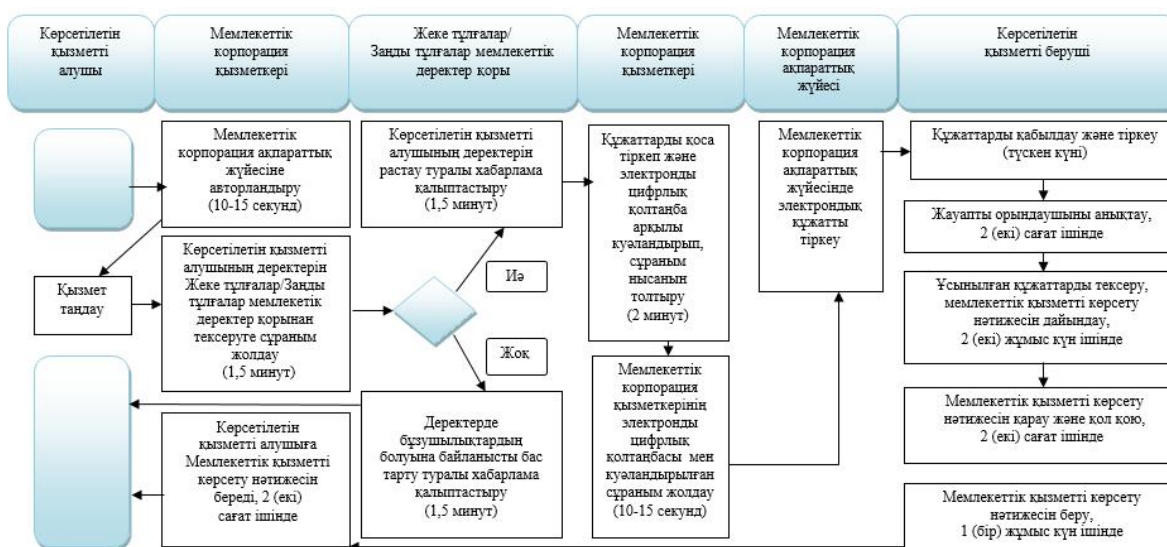 Көрсетілетін
қызметті
алушы
Мемлекеттік
корпорация
қызметкері
Жеке тұлғалар/
Заңды тұлғалар мемлекеттік
деректер қоры
Мемлекеттік
корпорация
қызметкері
Мемлекеттік
корпорация
ақпараттық
жүйесі
Көрсетілетін
қызметті беруші
Мемлекеттік
корпорация ақпараттық
жүйесіне
авторландыру
(10-15 секунд)
Көрсетілетін қызметті
алушының деректерін
растау туралы хабарлама
қалыптастыру
(1,5 минут)
Құжаттарды қоса
тіркеп және
электронды
цифрлық
қолтаңба
арқылы
куәландырып,
сұраным
нысанын
толтыру
(2 минут)
Мемлекеттік
корпорация
ақпараттық
жүйесінде
электрондық
құжатты
тіркеу
Құжаттарды қабылдау және тіркеу
(түскен күні)
Жауапты орындаушыны анықтау,
2 (екі) сағат ішінде
Қызмет
таңдау
Көрсетілетін қызметті
алушының деректерін
Жеке тұлғалар/Заңды
тұлғалар мемлекетік
деректер қорынан
тексеруге сұраным
жолдау
(1,5 минут)
Иә
Жоқ
Ұсынылған құжаттарды тексеру,
мемлекеттік қызметті көрсету
нәтижесін дайындау,
2 (екі) жұмыс күн ішінде
Көрсетілетін
қызметті алушыға
Мемлекеттік қызметті
көрсету нәтижесін
береді, 2 (екі)
сағат ішінде
Деректерде
бұзушылықтардың
болуына байланысты бас
тарту туралы хабарлама
қалыптастыру
(1,5 минут)
Мемлекеттік
корпорация
қызметкерінің
электронды
цифрлық
қолтаңбасы мен
куәландырылған
сұраным жолдау
(10-15 секунд)
Мемлекеттік қызметті көрсету
нәтижесін қарау және қол қою,
2 (екі) сағат ішінде
Мемлекеттік қызметті көрсету
нәтижесін беру,
1 (бір) жұмыс күн ішінде